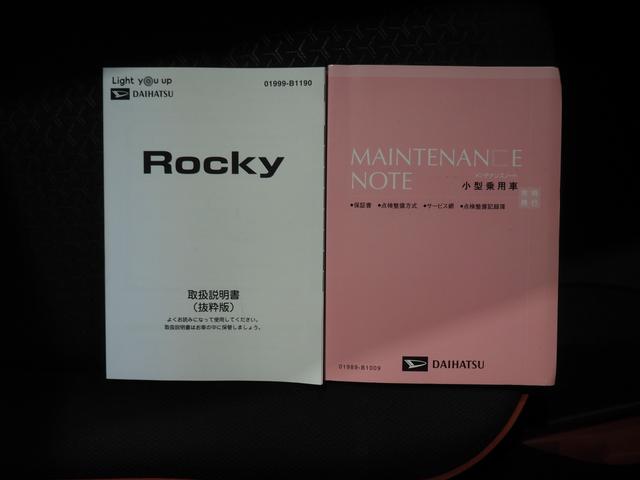 Light you up
DAIHATSU
01999-B1190
Rocky
取扱説明書
（抜粋版）
よくお読みになって使用してください。
取扱説明書はお車の中に保管しましょう。
MAINTENANCE
NOTE
メンテナンスノート
小型乗用車
•保証書 •点検整備方式 •サービス網 •点検整備記録簿
01989-B1009
DAIHATSU